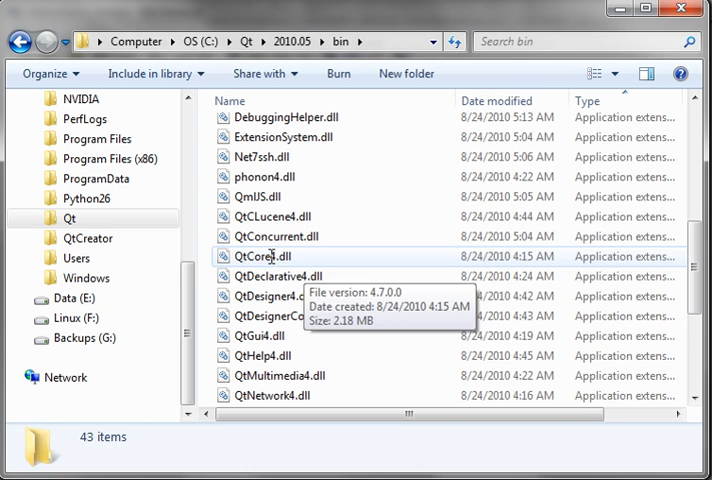 Computer ▸ OS (C:) ▸ Qt ▸ 2010.05 ▸ bin ▸
Search bin
Organize Include in library Share with Burn New folder
NVIDIA
PerfLogs
Program Files
Program Files (x86)
ProgramData
Python26
Qt
QtCreator
Users
Windows
Data (E:)
Linux (F:)
Backups (G:)
Network
Name Date modified Type
DebuggingHelper.dll 8/24/2010 5:13 AM Application extens...
ExtensionSystem.dll 8/24/2010 5:04 AM Application extens...
Net7ssh.dll 8/24/2010 5:06 AM Application extens...
phonon4.dll 8/24/2010 4:22 AM Application extens...
QmlJS.dll 8/24/2010 5:05 AM Application extens...
QtCLucene4.dll 8/24/2010 4:44 AM Application extens...
QtConcurrent.dll 8/24/2010 5:04 AM Application extens...
QtCore4.dll 8/24/2010 4:15 AM Application extens...
QtDeclarative4.dll 8/24/2010 4:24 AM Application extens...
QtDesigner4.d 4:42 AM Application extens...
QtDesignerCo 4:43 AM Application extens...
QtGui4.dll 8/24/2010 4:19 AM Application extens...
QtHelp4.dll 8/24/2010 4:45 AM Application extens...
QtMultimedia4.dll 8/24/2010 4:22 AM Application extens...
QtNetwork4.dll 8/24/2010 4:16 AM Application extens...
File version: 4.7.0.0
Date created: 8/24/2010 4:15 AM
Size: 2.18 MB
43 items